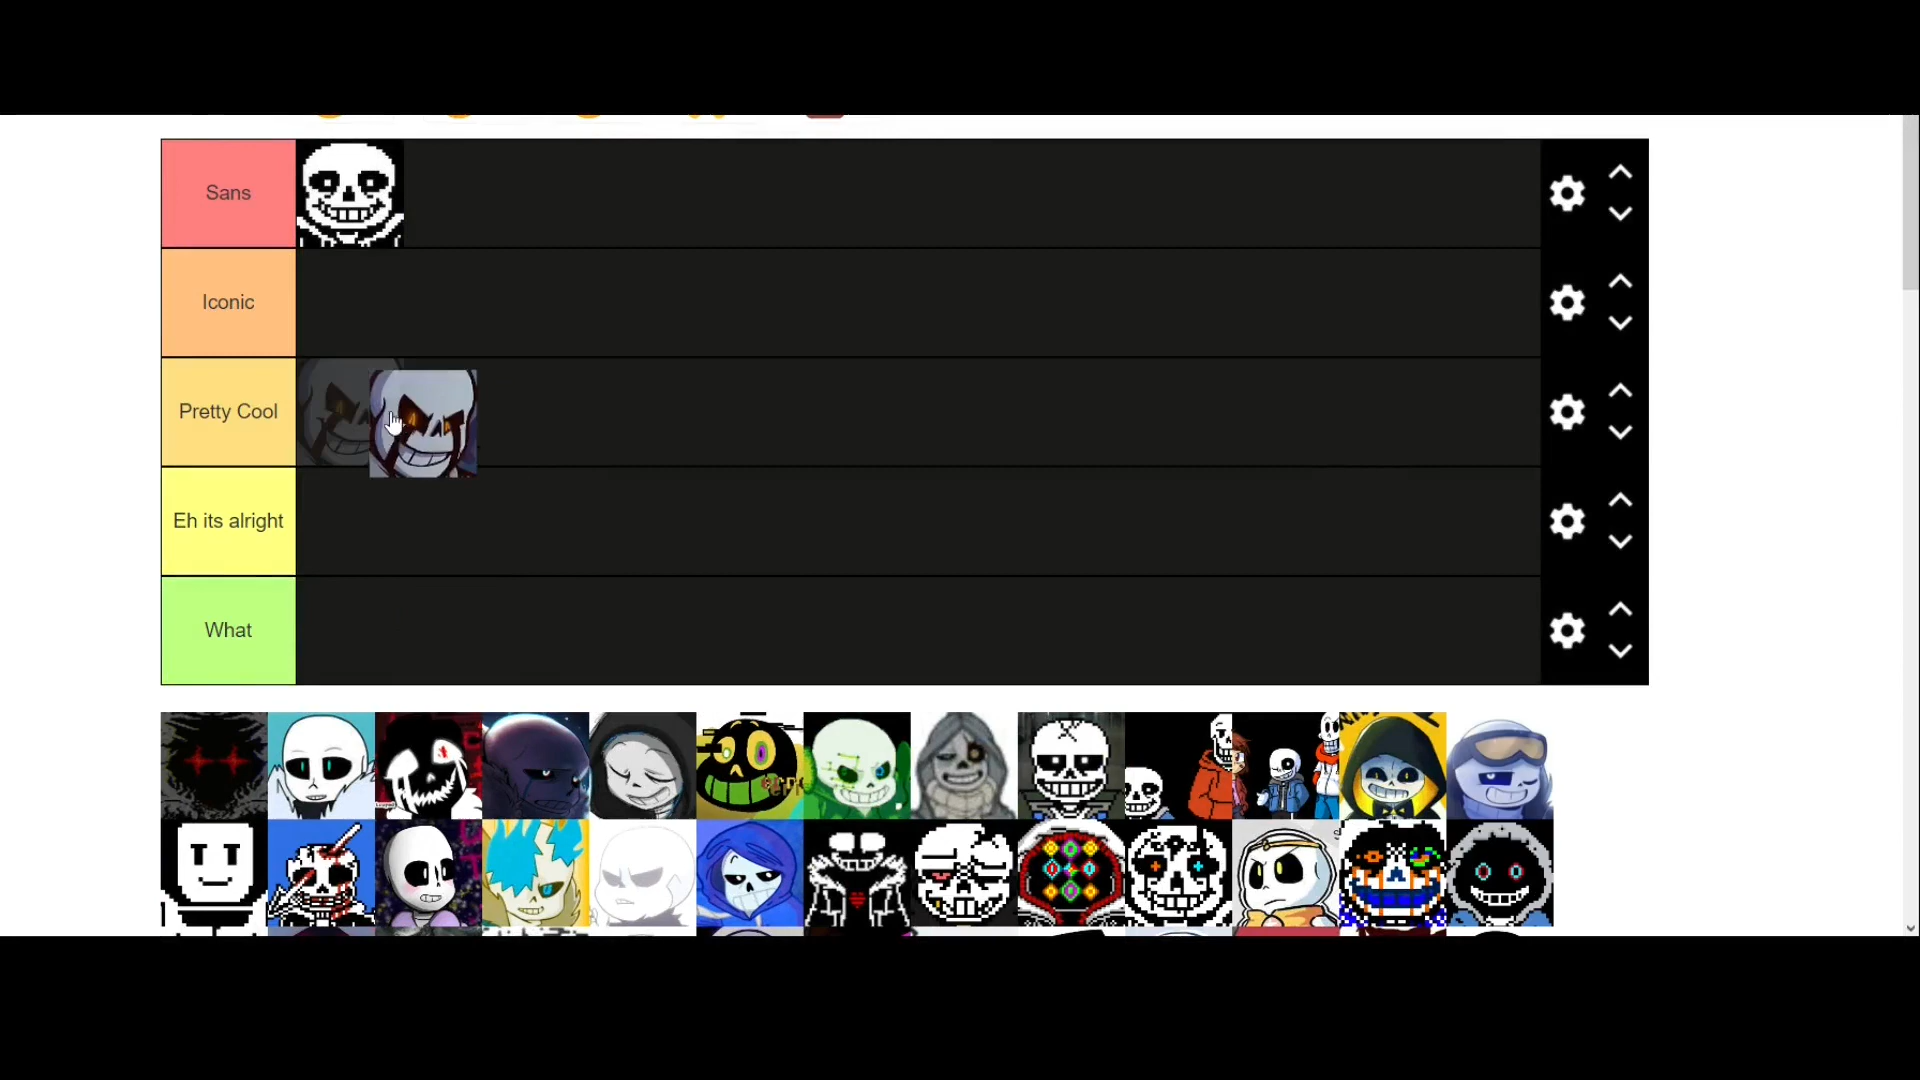 Sans
Iconic
Pretty Cool
Eh its alright
What